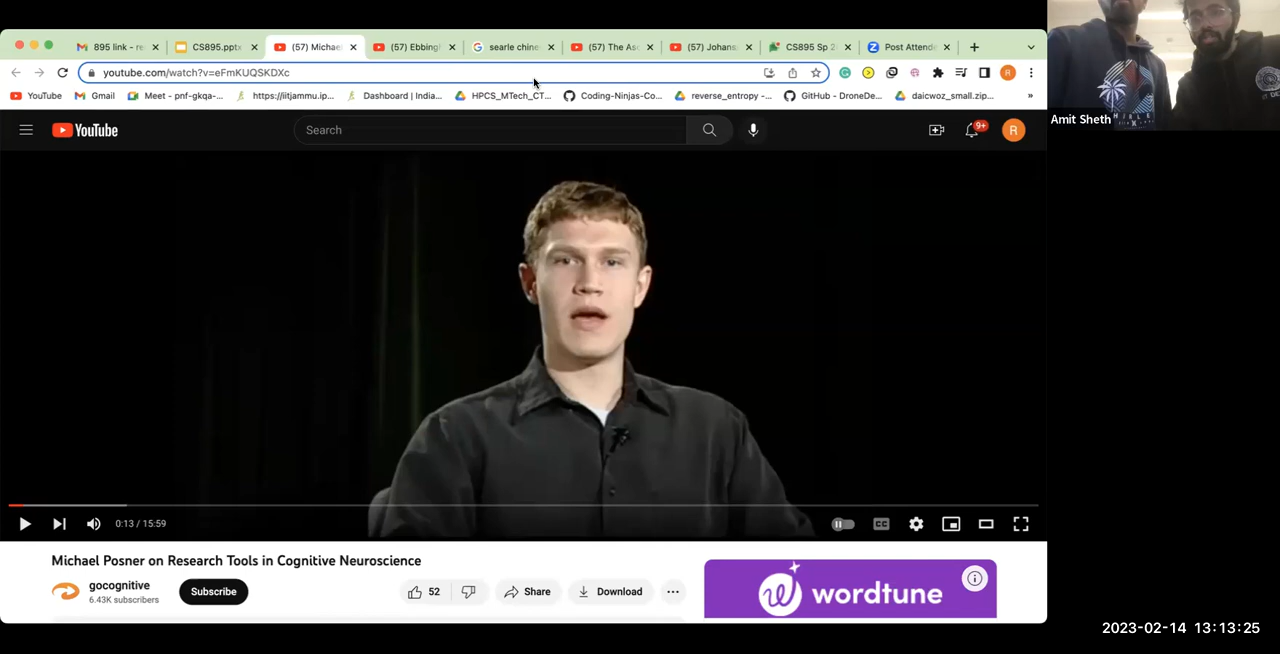 895 link - re
CS895.pptx
(57) Michae
(57) Ebbing
searle chine
(57) The As
(57) Johans
CS895 Sp 2
Post Attend
youtube.com/watch?v=eFmKUQSKDXc
R
YouTube
Gmail
Meet - pnf-gkqa-...
https://iitjammu.ip...
Dashboard | India...
HPCS_MTech_CT...
Coding-Ninjas-Co...
reverse_entropy -...
GitHub - DroneDe...
daicwoz_small.zip...
»
YouTube
Search
9+
R
Amit Sheth
0:13 / 15:59
CC
Michael Posner on Research Tools in Cognitive Neuroscience
gocognitive
6.43K subscribers
Subscribe
52
Share
Download
wordtune
2023-02-14 13:13:25